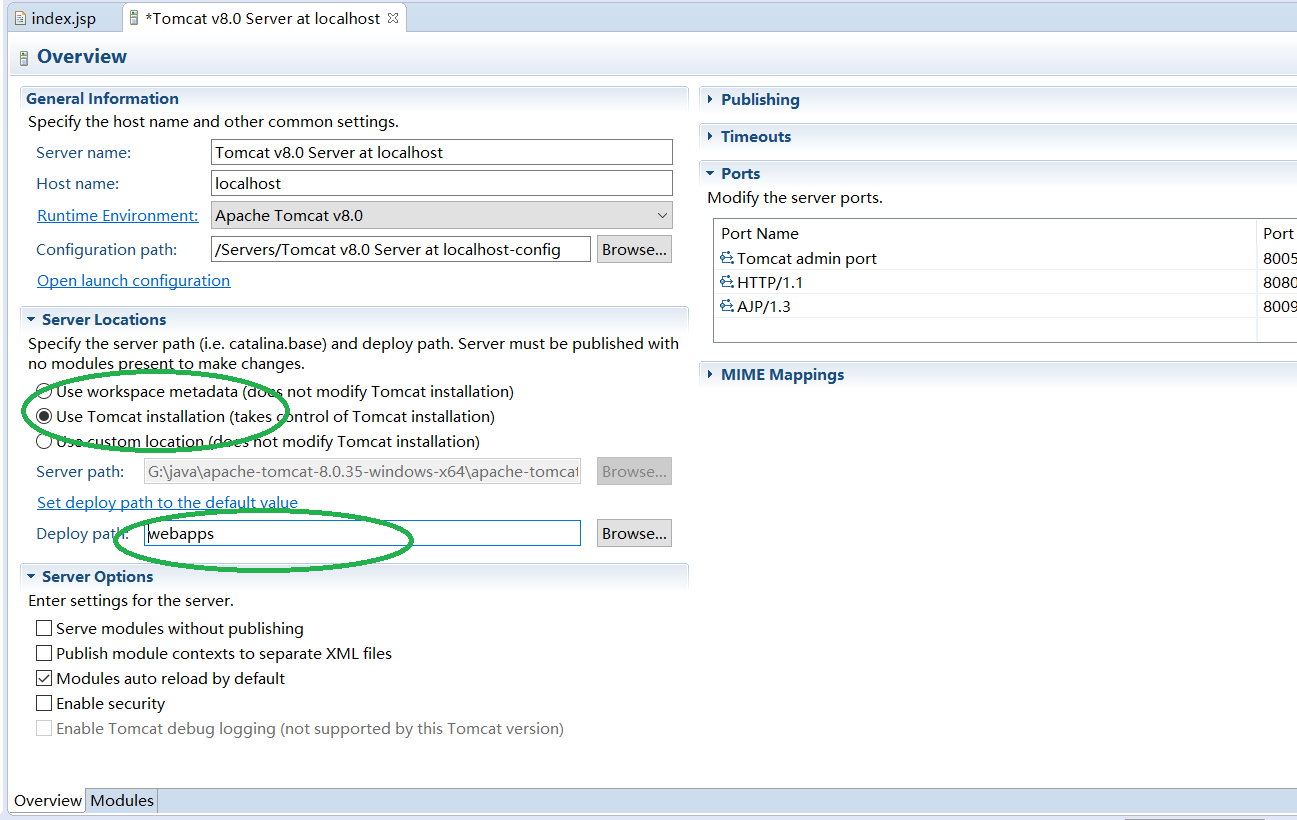 index.jsp
*Tomcat v8.0 Server at localhost
Overview
General Information
Specify the host name and other common settings.
Server name: Tomcat v8.0 Server at localhost
Host name: localhost
Runtime Environment: Apache Tomcat v8.0
Configuration path: /Servers/Tomcat v8.0 Server at localhost-config Browse...
Open launch configuration
Server Locations
Specify the server path (i.e. catalina.base) and deploy path. Server must be published with
no modules present to make changes.
Use workspace metadata (does not modify Tomcat installation)
Use Tomcat installation (takes control of Tomcat installation)
Use custom location (does not modify Tomcat installation)
Server path: G:\java\apache-tomcat-8.0.35-windows-x64\apache-tomcat Browse...
Set deploy path to the default value
Deploy path: webapps Browse...
Server Options
Enter settings for the server.
Serve modules without publishing
Publish module contexts to separate XML files
Modules auto reload by default
Enable security
Enable Tomcat debug logging (not supported by this Tomcat version)
Publishing
Timeouts
Ports
Modify the server ports.
Port Name Port
Tomcat admin port 8005
HTTP/1.1 8080
AJP/1.3 8009
MIME Mappings
Overview Modules